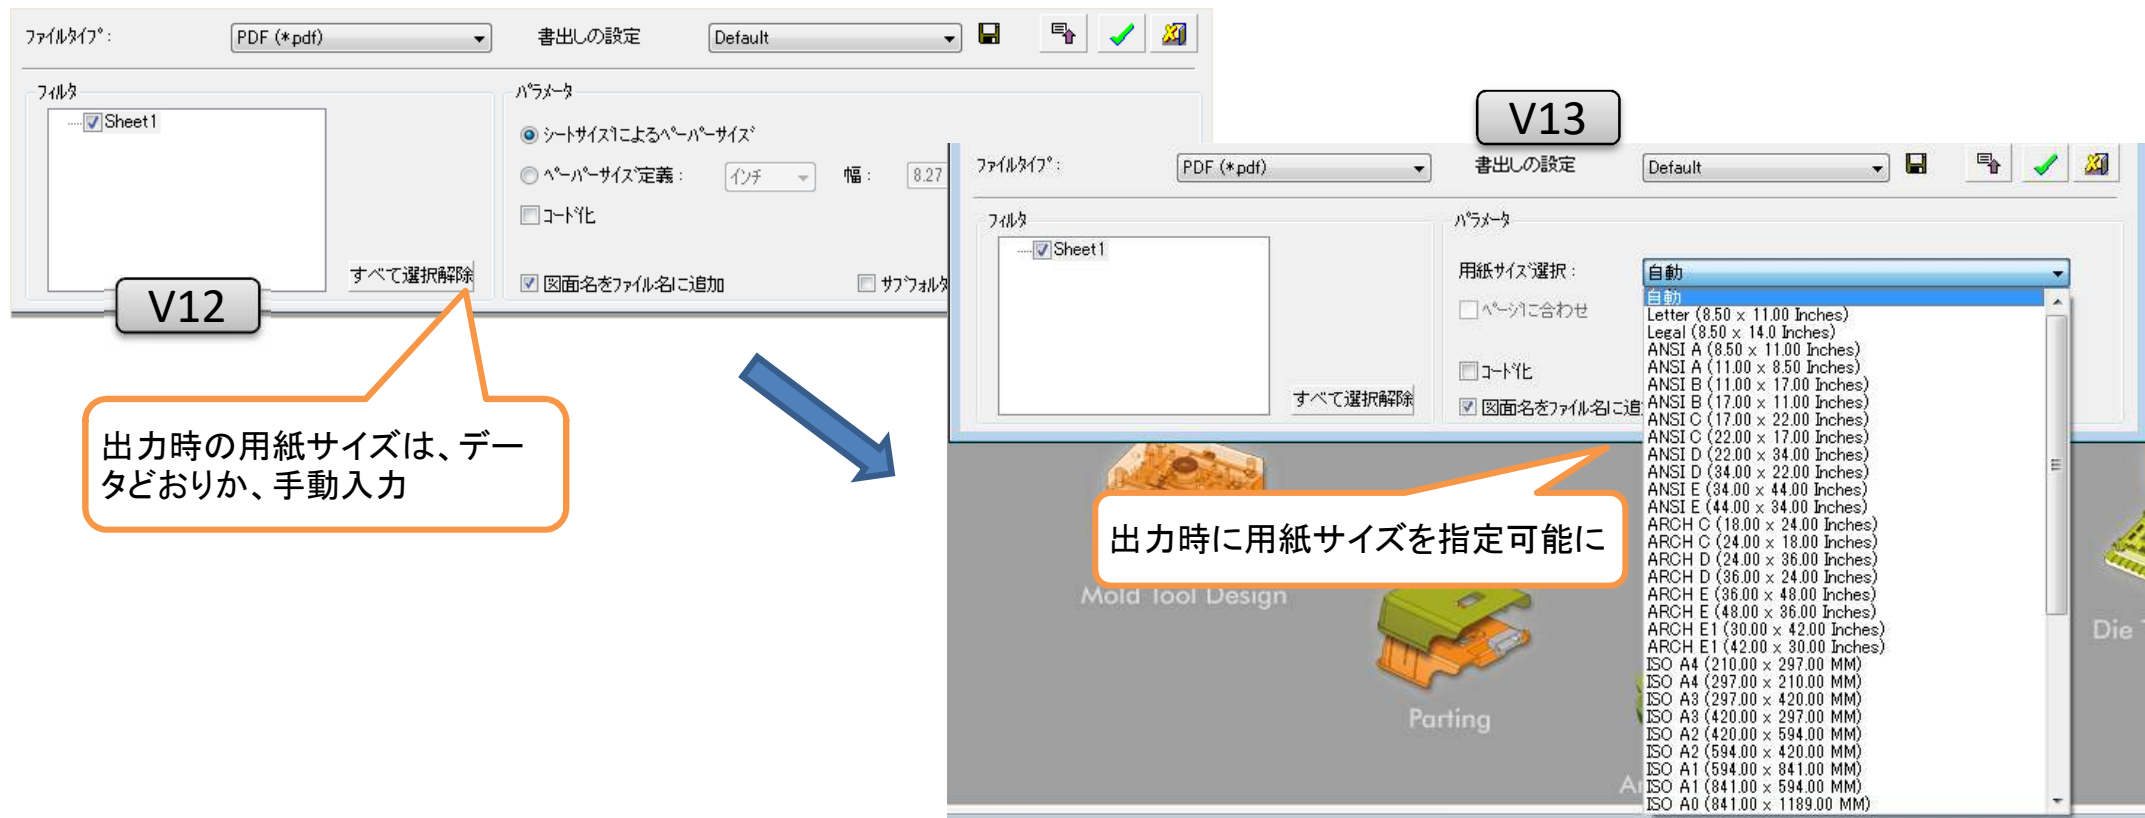 ファイルタイプ:
PDF (*.pdf)
書出しの設定
Default
フィルタ
Sheet1
すべて選択解除
パラメータ
シートサイズによるペーパーサイズ
ペーパーサイズ定義:
インチ
幅:
8.27
コード化
図面名をファイル名に追加
サブフォルダ
V12
出力時の用紙サイズは、デー
タどおりか、手動入力
V13
ファイルタイプ:
PDF (*.pdf)
書出しの設定
Default
フィルタ
Sheet1
すべて選択解除
パラメータ
用紙サイズ選択:
自動
ページに合わせ
コード化
図面名をファイル名に追
自動
Letter (8.50 x 11.00 Inches)
Legal (8.50 x 14.0 Inches)
ANSI A (8.50 x 11.00 Inches)
ANSI A (11.00 x 8.50 Inches)
ANSI B (11.00 x 17.00 Inches)
ANSI B (17.00 x 11.00 Inches)
ANSI C (17.00 x 22.00 Inches)
ANSI C (22.00 x 17.00 Inches)
ANSI D (22.00 x 34.00 Inches)
ANSI D (34.00 x 22.00 Inches)
ANSI E (34.00 x 44.00 Inches)
ANSI E (44.00 x 34.00 Inches)
ARCH C (18.00 x 24.00 Inches)
ARCH C (24.00 x 18.00 Inches)
ARCH D (24.00 x 36.00 Inches)
ARCH D (36.00 x 24.00 Inches)
ARCH E (36.00 x 48.00 Inches)
ARCH E (48.00 x 36.00 Inches)
ARCH E1 (30.00 x 42.00 Inches)
ARCH E1 (42.00 x 30.00 Inches)
ISO A4 (210.00 x 297.00 MM)
ISO A4 (297.00 x 210.00 MM)
ISO A3 (297.00 x 420.00 MM)
ISO A3 (420.00 x 297.00 MM)
ISO A2 (420.00 x 594.00 MM)
ISO A2 (594.00 x 420.00 MM)
ISO A1 (594.00 x 841.00 MM)
ISO A1 (841.00 x 594.00 MM)
ISO A0 (841.00 x 1189.00 MM)
出力時に用紙サイズを指定可能に
Mold Tool Design
Parting
Die